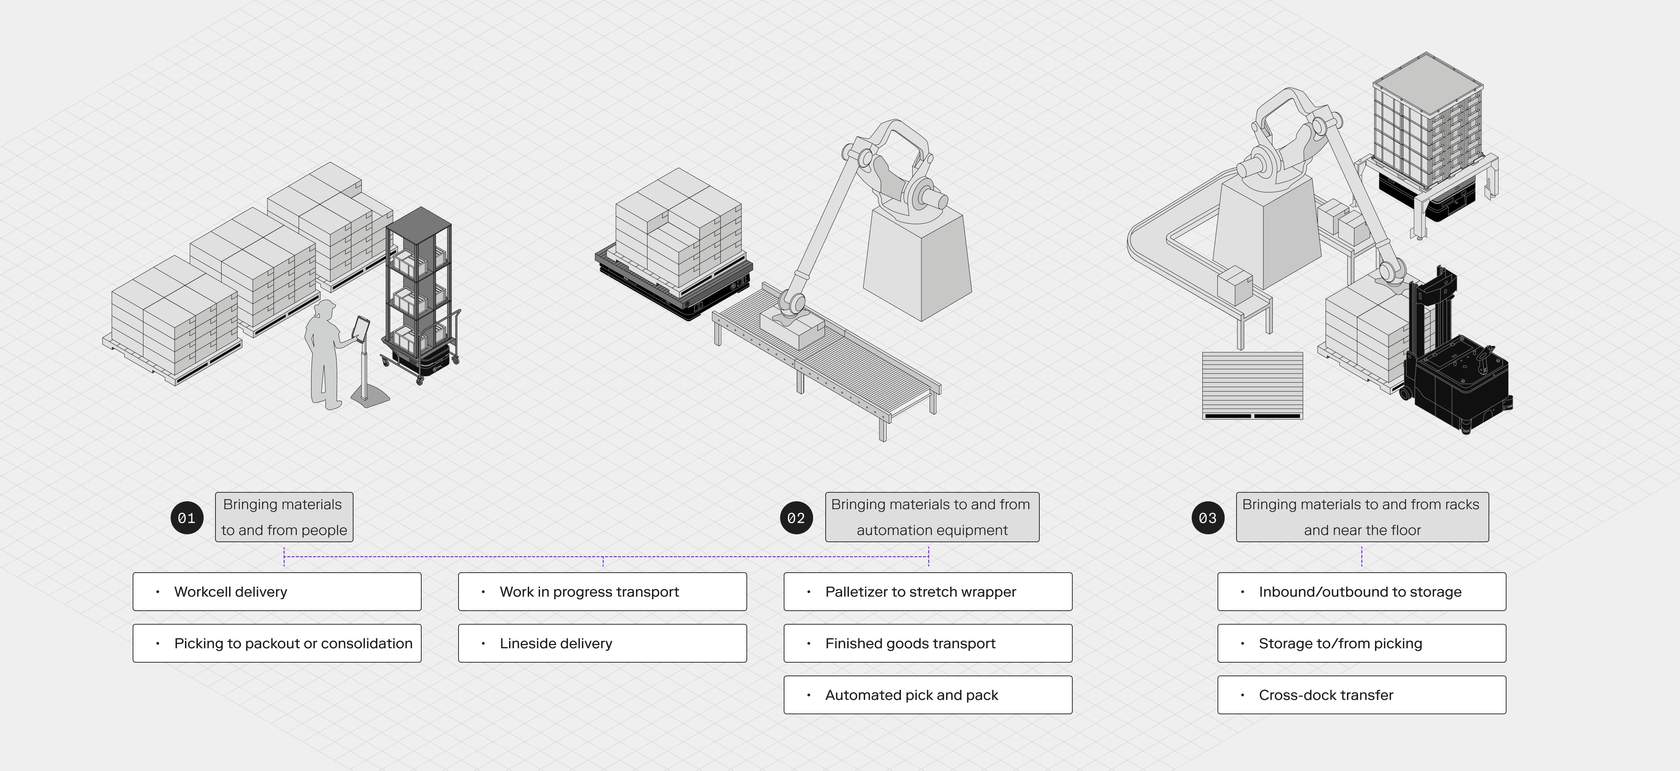 01
Bringing materials
to and from people
02
Bringing materials to and from
automation equipment
03
Bringing materials to and from racks
and near the floor
• Workcell delivery
• Picking to packout or consolidation
• Work in progress transport
• Lineside delivery
• Palletizer to stretch wrapper
• Finished goods transport
• Automated pick and pack
• Inbound/outbound to storage
• Storage to/from picking
• Cross-dock transfer